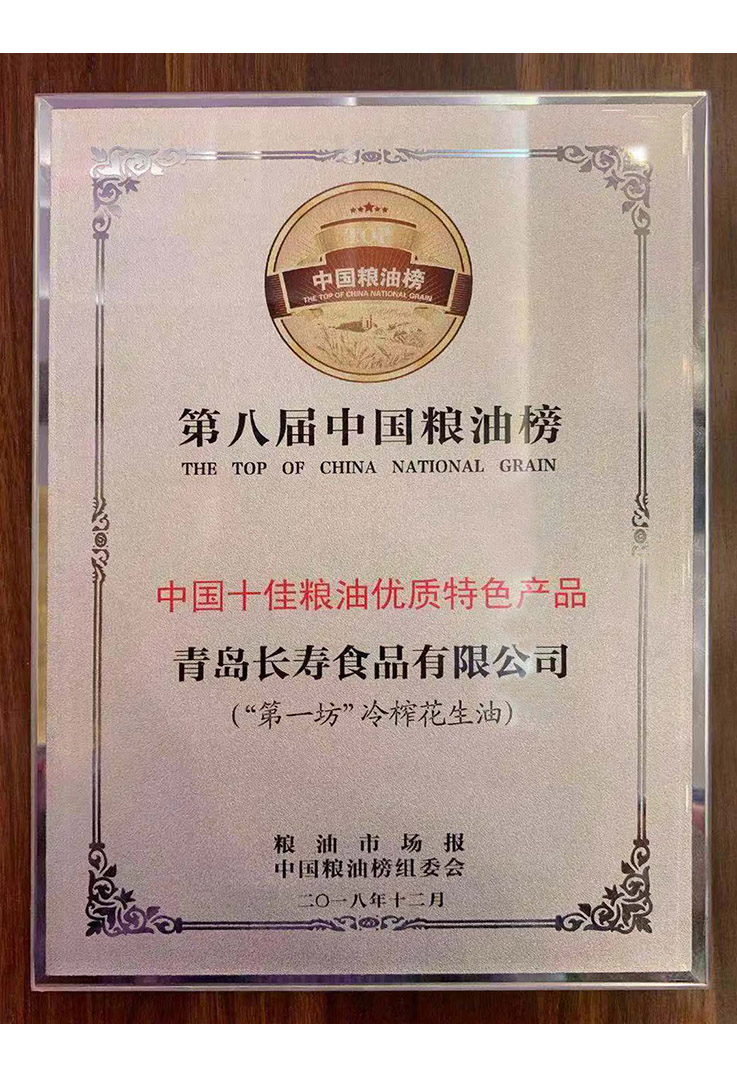 TOP
中国粮油榜
THE TOP OF CHINA NATIONAL GRAIN
第八届中国粮油榜
THE TOP OF CHINA NATIONAL GRAIN
中国十佳粮油优质特色产品
青岛长寿食品有限公司
（“第一坊”冷榨花生油）
粮油市场报
中国粮油榜组委会
二〇一八年十二月